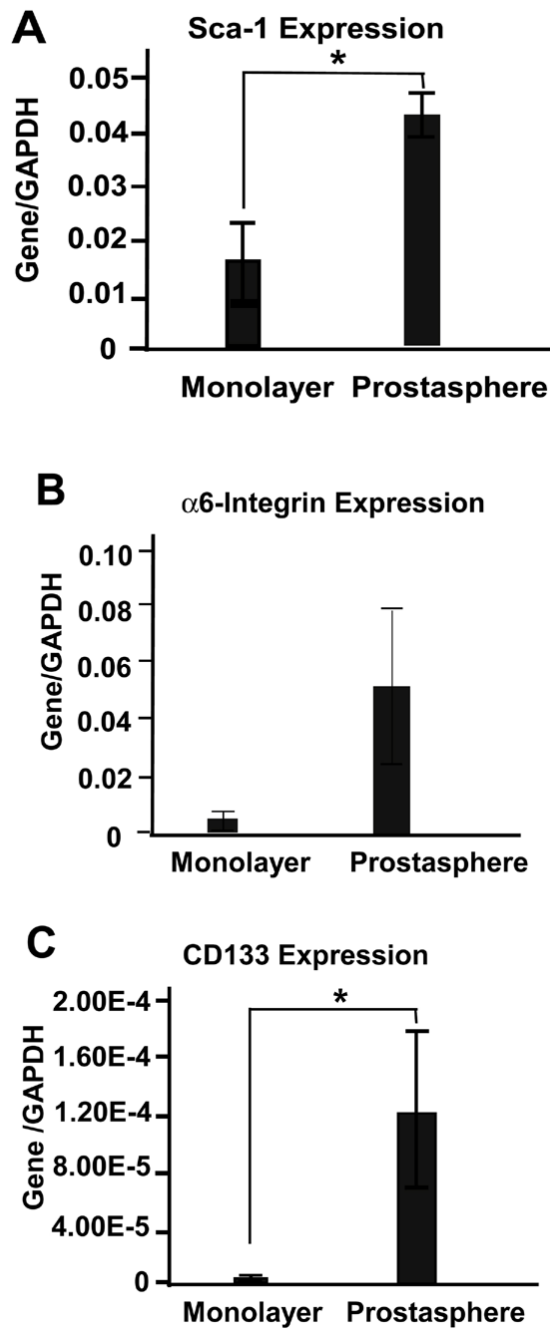 A
Sca-1 Expression
*
0.05
0.04
0.03
0.02
0.01
0
Gene/GAPDH
Monolayer Prostasphere
B
α6-Integrin Expression
0.10
0.08
0.06
0.04
0.02
0
Gene/GAPDH
Monolayer Prostasphere
C
CD133 Expression
*
2.00E-4
1.60E-4
1.20E-4
8.00E-5
4.00E-5
0
Gene /GAPDH
Monolayer Prostasphere